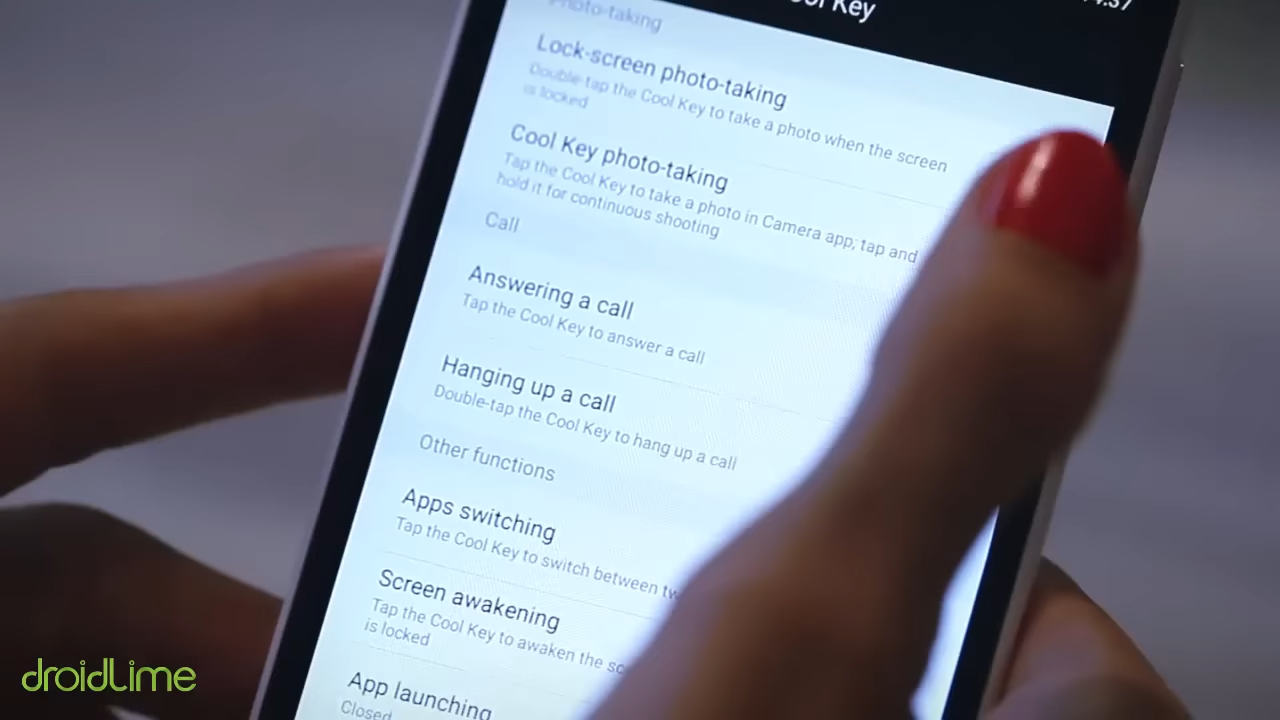 Cool Key
Photo-taking
Lock-screen photo-taking
Double-tap the Cool Key to take a photo when the screen
is locked
Cool Key photo-taking
Tap the Cool Key to take a photo in Camera app; tap and
hold it for continuous shooting
Call
Answering a call
Tap the Cool Key to answer a call
Hanging up a call
Double-tap the Cool Key to hang up a call
Other functions
Apps switching
Tap the Cool Key to switch between
Screen awakening
Tap the Cool Key to awaken the
is locked
App launching
Closed
droidLime